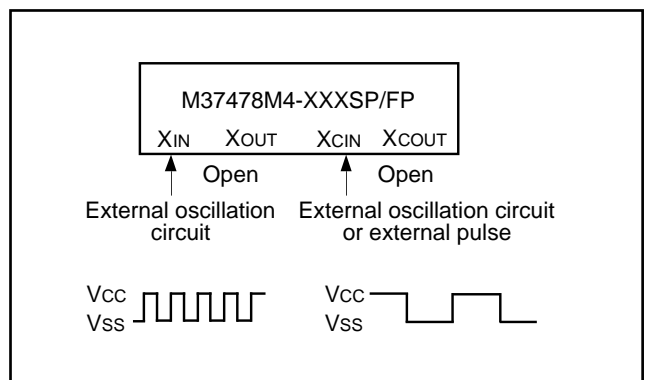 M37478M4-XXXSP/FP
XIN XOUT XCIN XCOUT
Open Open
External oscillation circuit
External oscillation circuit or external pulse
VCC
VSS
VCC
VSS